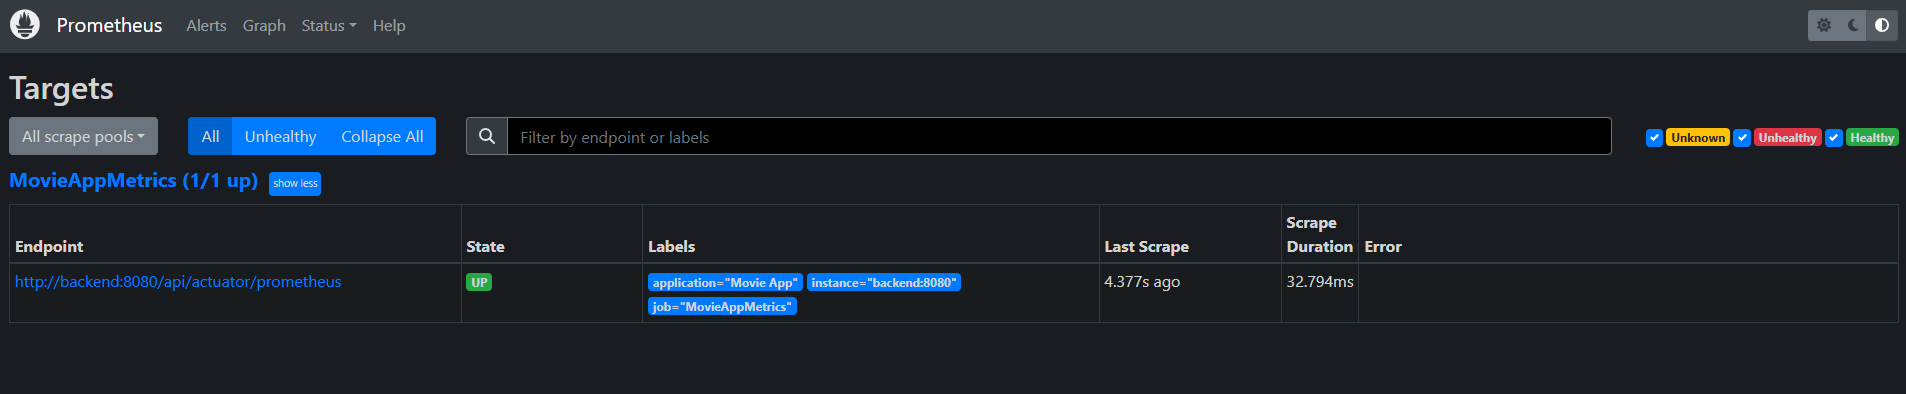 Prometheus Alerts Graph Status Help
Targets
All scrape pools All Unhealthy Collapse All Filter by endpoint or labels Unknown Unhealthy Healthy
MovieAppMetrics (1/1 up) show less
Endpoint State Labels Last Scrape Scrape Duration Error
http://backend:8080/api/actuator/prometheus UP application="Movie App" instance="backend:8080" 4.377s ago 32.794ms
job="MovieAppMetrics"